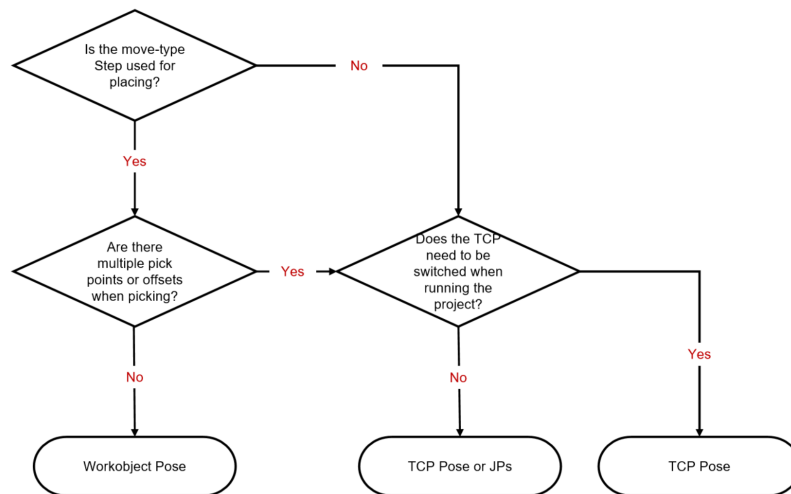 Is the move-type
Step used for
placing?
No
Yes
Are there
multiple pick
points or offsets
when picking?
Yes
Does the TCP
need to be
switched when
running the
project?
Yes
No
No
Workobject Pose
TCP Pose or JPs
TCP Pose